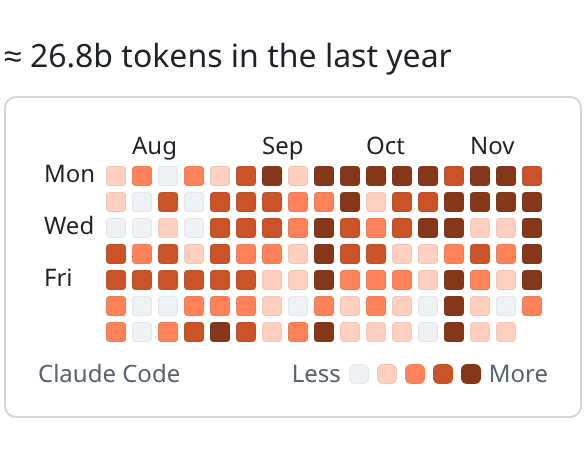 ≈ 26.8b tokens in the last year
Aug Sep Oct Nov
Mon
Wed
Fri
Claude Code Less More